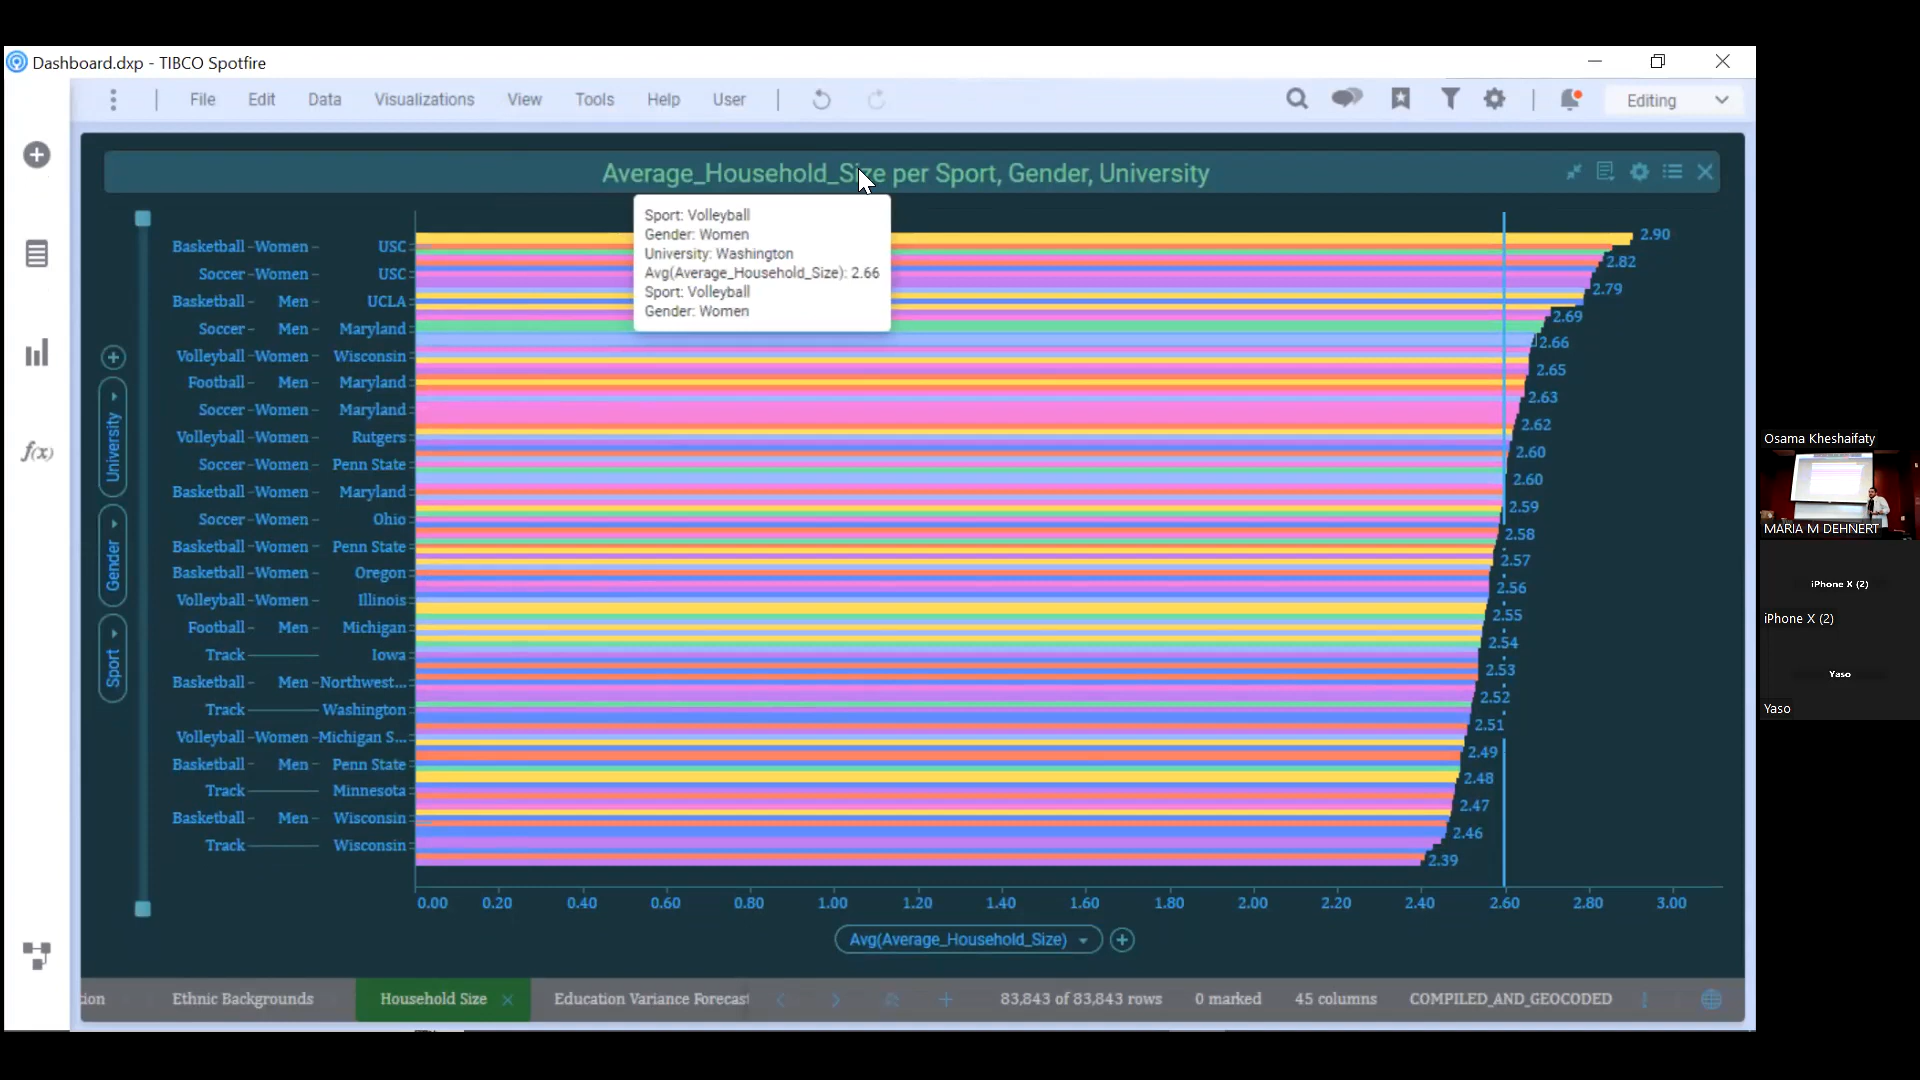 Dashboard.dxp - TIBCO Spotfire
File Edit Data Visualizations View Tools Help User
Editing
Average_Household_Size per Sport, Gender, University
Sport: Volleyball
Gender: Women
University: Washington
Avg(Average_Household_Size): 2.66
Sport: Volleyball
Gender: Women
Basketball Women USC 2.90
Soccer Women USC 2.82
Basketball Men UCLA 2.79
Soccer Men Maryland 2.69
Volleyball Women Wisconsin 2.66
Football Men Maryland 2.65
Soccer Women Maryland 2.63
Volleyball Women Rutgers 2.62
Soccer Women Penn State 2.60
Basketball Women Maryland 2.60
Soccer Women Ohio 2.59
Basketball Women Penn State 2.58
Basketball Women Oregon 2.57
Volleyball Women Illinois 2.56
Football Men Michigan 2.55
Track Iowa 2.54
Basketball Men Northwest... 2.53
Track Washington 2.52
Volleyball Women Michigan S... 2.51
Basketball Men Penn State 2.49
Track Minnesota 2.48
Basketball Men Wisconsin 2.47
Track Wisconsin 2.46
2.39
University
Gender
Sport
0.00 0.20 0.40 0.60 0.80 1.00 1.20 1.40 1.60 1.80 2.00 2.20 2.40 2.60 2.80 3.00
Avg(Average_Household_Size)
tion Ethnic Backgrounds Household Size Education Variance Forecast 83,843 of 83,843 rows 0 marked 45 columns COMPILED_AND_GEOCODED
f(x)
Osama Kheshaifaty
MARIA M DEHNERT
iPhone X (2)
iPhone X (2)
Yaso
Yaso